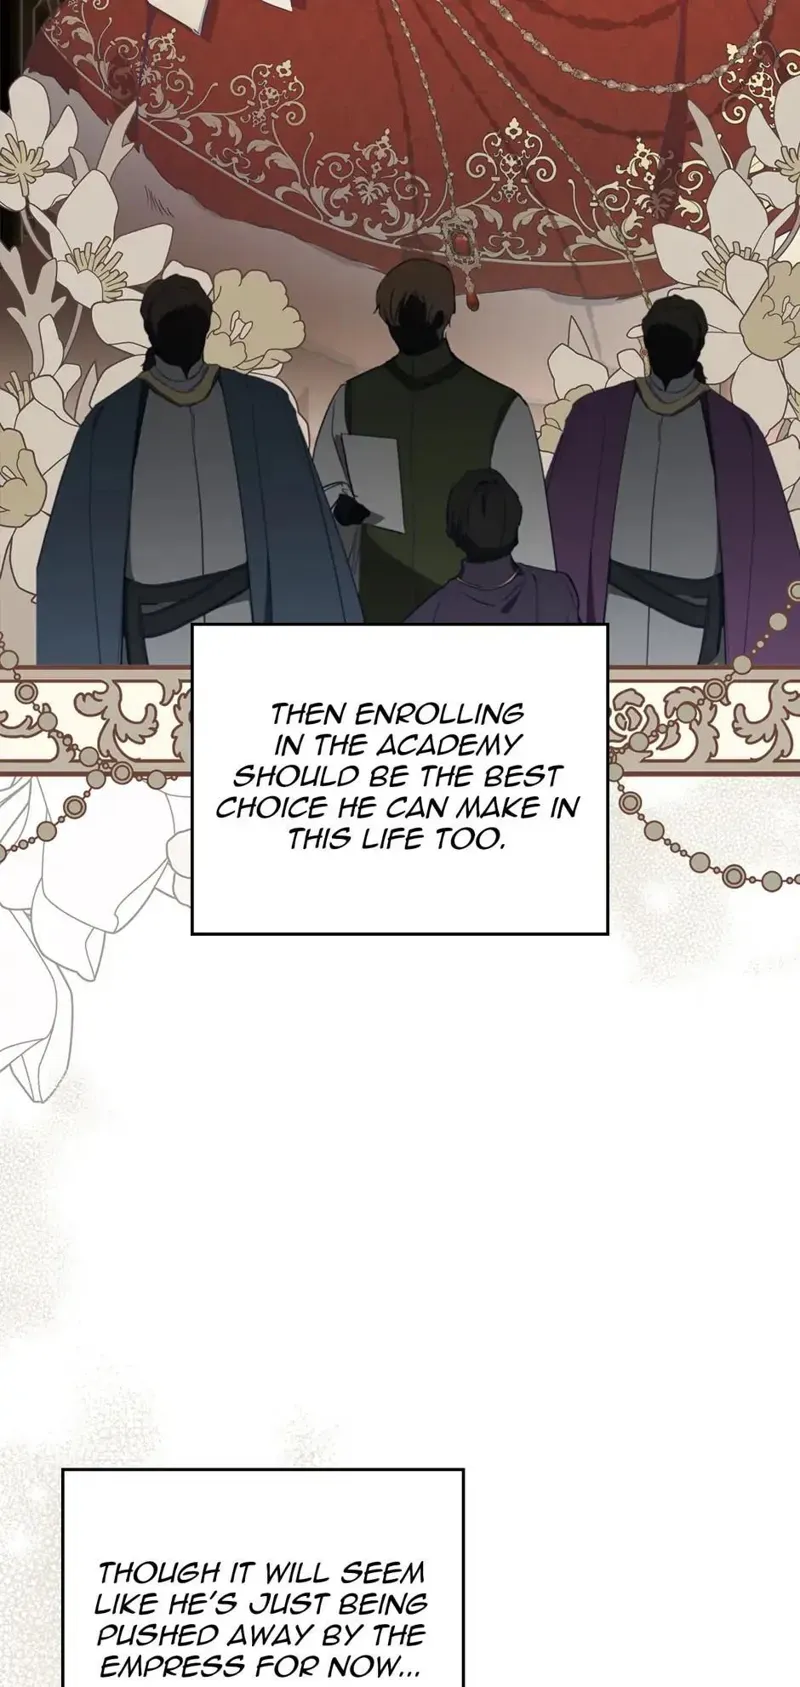 THEN ENROLLING
IN THE ACADEMY
SHOULD BE THE BEST
CHOICE HE CAN MAKE IN
THIS LIFE TOO.
THOUGH IT WILL SEEM
LIKE HE'S JUST BEING
PUSHED AWAY BY THE
EMPRESS FOR NOW...